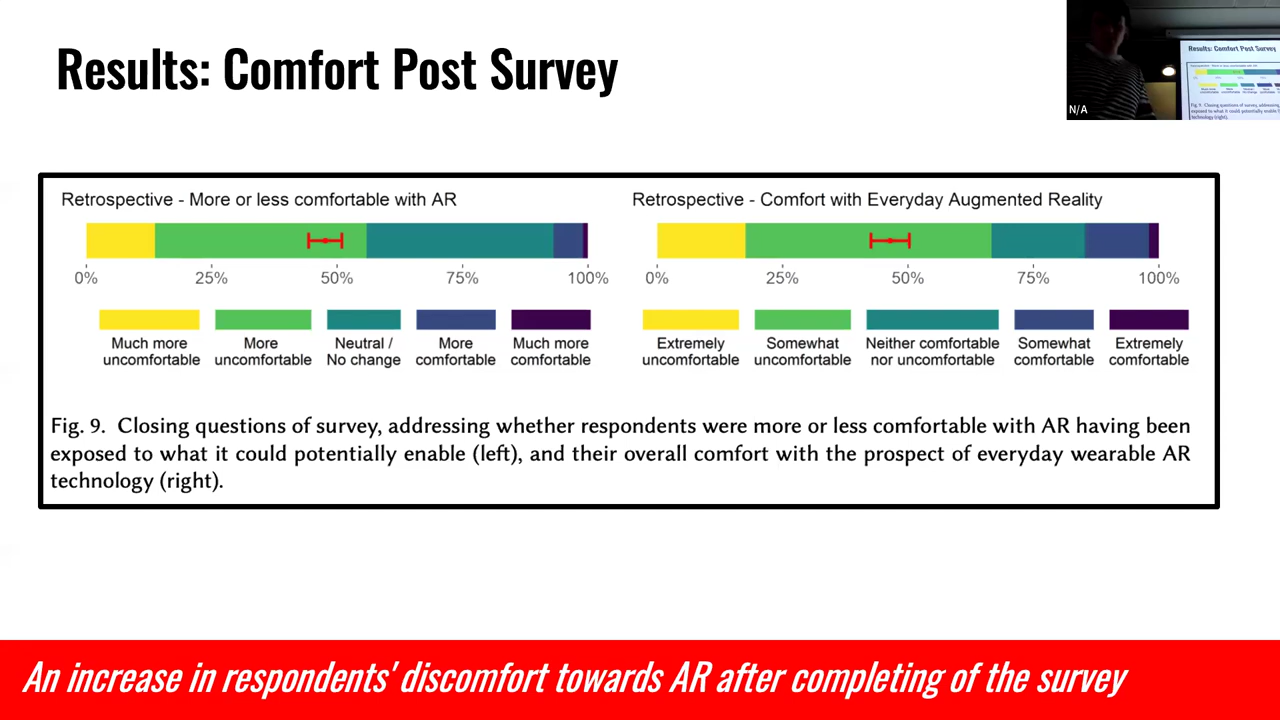 Results: Comfort Post Survey
N/A
Results: Comfort Post Survey
Retrospective - More or less comfortable with AR
0% 25% 50% 75% 100%
Much more uncomfortable
More uncomfortable
Neutral / No change
More comfortable
Much more comfortable
Retrospective - Comfort with Everyday Augmented Reality
0% 25% 50% 75% 100%
Extremely uncomfortable
Somewhat uncomfortable
Neither comfortable nor uncomfortable
Somewhat comfortable
Extremely comfortable
Fig. 9. Closing questions of survey, addressing whether respondents were more or less comfortable with AR having been
exposed to what it could potentially enable (left), and their overall comfort with the prospect of everyday wearable AR
technology (right).
An increase in respondents' discomfort towards AR after completing of the survey